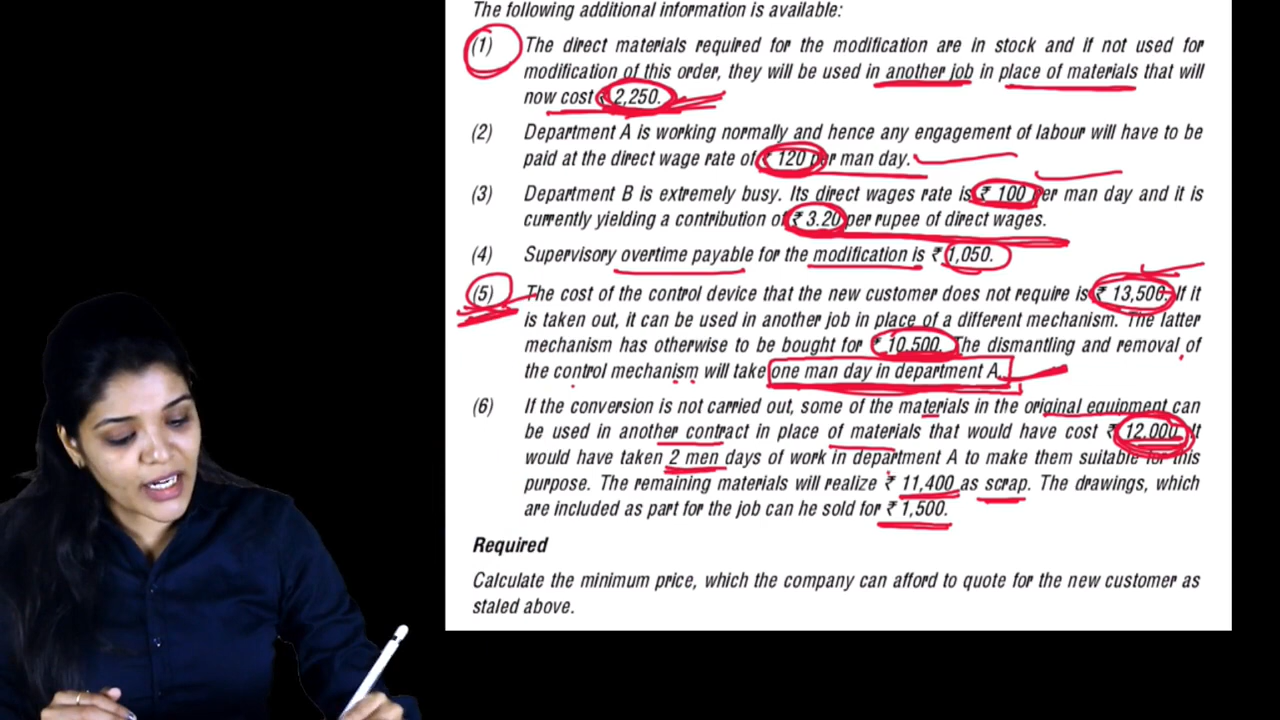 The following additional information is available:
(1) The direct materials required for the modification are in stock and if not used for
modification of this order, they will be used in another job in place of materials that will
now cost ₹ 2,250.
(2) Department A is working normally and hence any engagement of labour will have to be
paid at the direct wage rate of ₹ 120 per man day.
(3) Department B is extremely busy. Its direct wages rate is ₹ 100 per man day and it is
currently yielding a contribution of ₹ 3.20 per rupee of direct wages.
(4) Supervisory overtime payable for the modification is ₹ 1,050.
(5) The cost of the control device that the new customer does not require is ₹ 13,500. If it
is taken out, it can be used in another job in place of a different mechanism. The latter
mechanism has otherwise to be bought for ₹ 10,500. The dismantling and removal of
the control mechanism will take one man day in department A.
(6) If the conversion is not carried out, some of the materials in the original equipment can
be used in another contract in place of materials that would have cost ₹ 12,000. It
would have taken 2 men days of work in department A to make them suitable for this
purpose. The remaining materials will realize ₹ 11,400 as scrap. The drawings, which
are included as part for the job can he sold for ₹ 1,500.
Required
Calculate the minimum price, which the company can afford to quote for the new customer as
staled above.